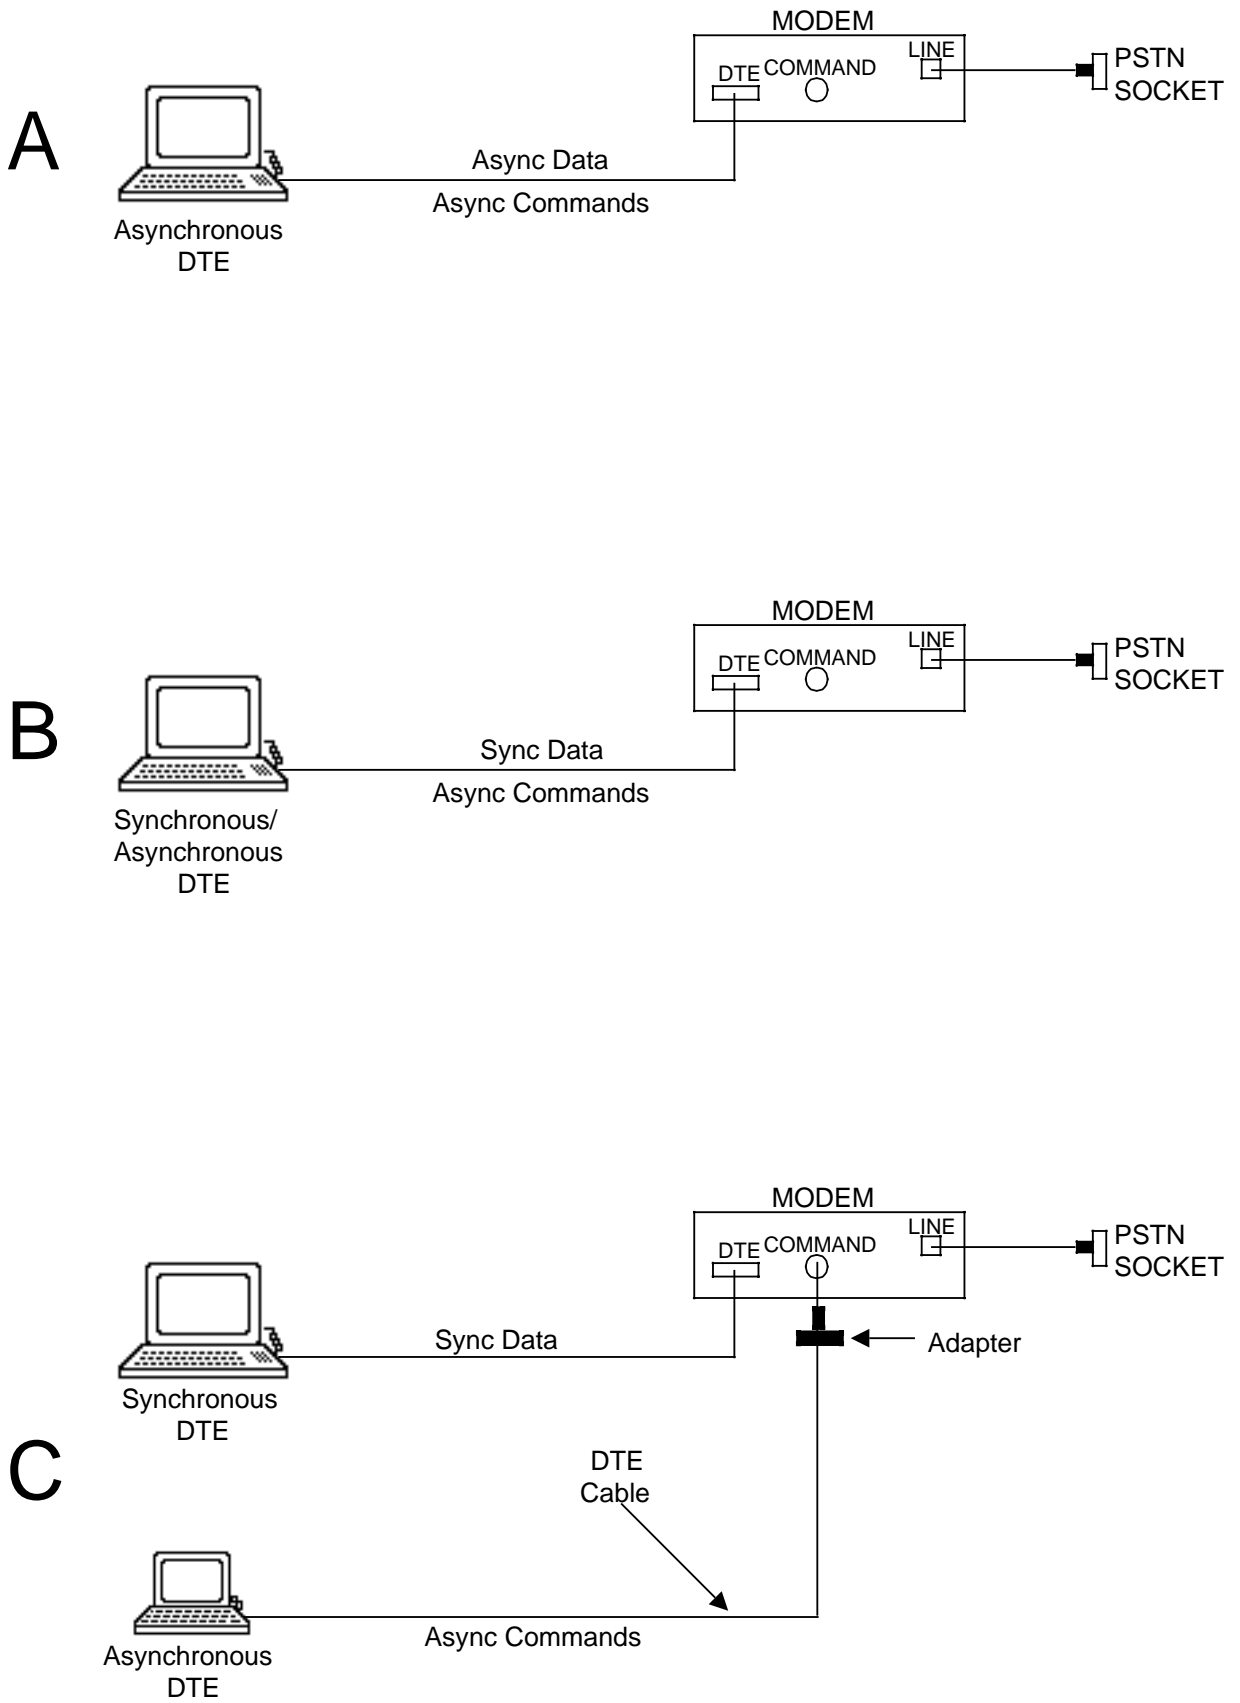 A
MODEM
DTE
COMMAND
LINE
PSTN
SOCKET
Async Data
Async Commands
Asynchronous
DTE
B
MODEM
DTE
COMMAND
LINE
PSTN
SOCKET
Sync Data
Async Commands
Synchronous/
Asynchronous
DTE
C
MODEM
DTE
COMMAND
LINE
PSTN
SOCKET
Sync Data
Adapter
Synchronous
DTE
DTE
Cable
Async Commands
Asynchronous
DTE